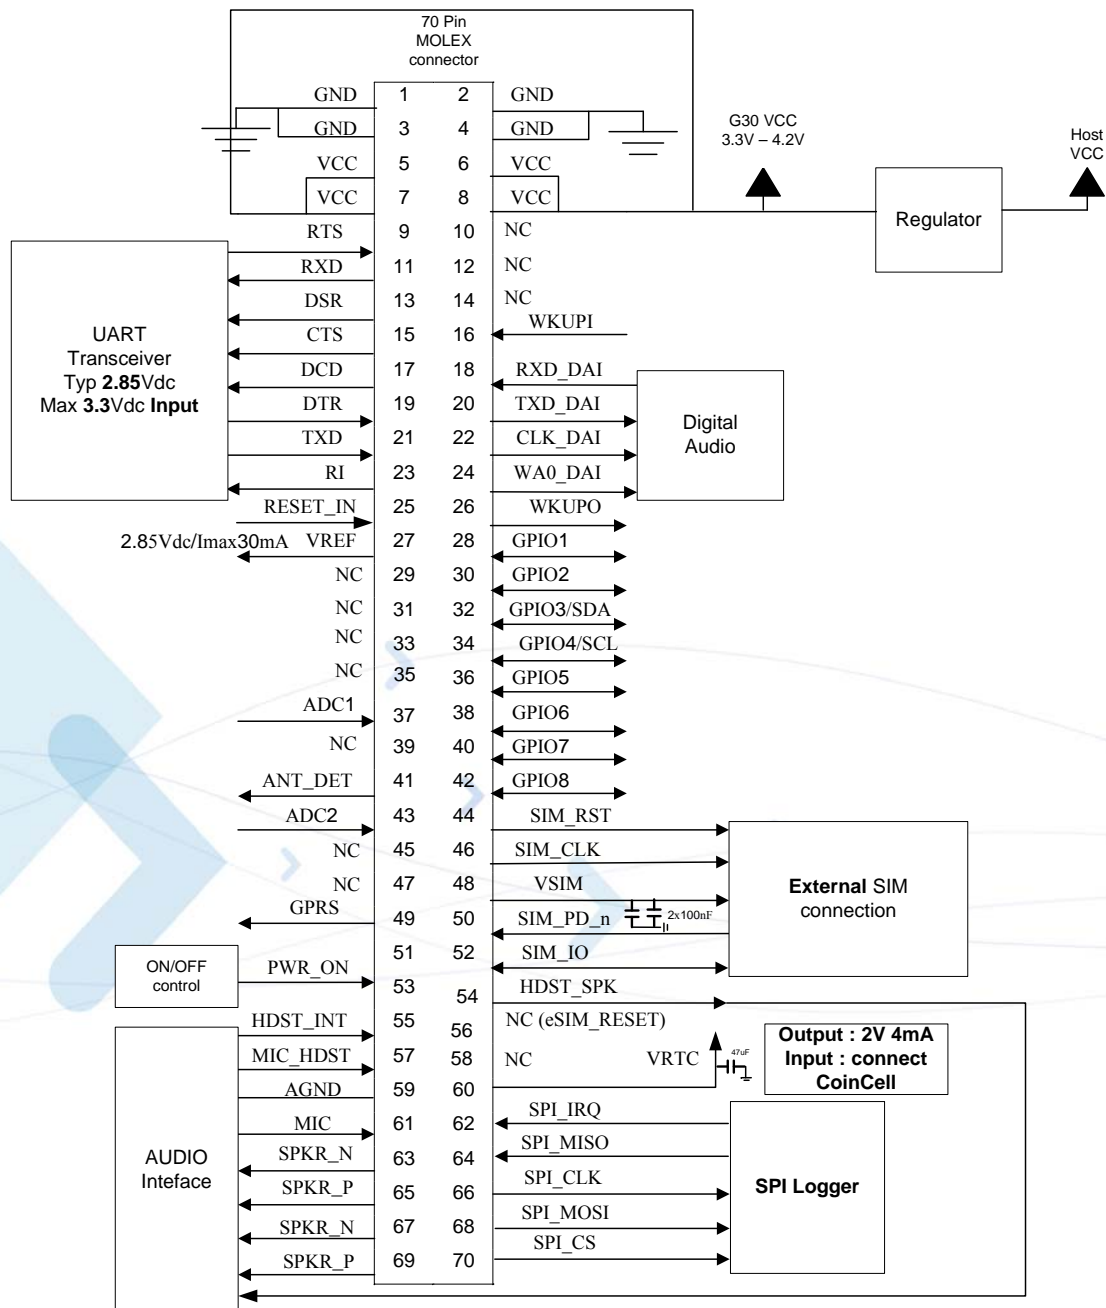 70 Pin
MOLEX
connector
GND 1 2 GND
GND 3 4 GND
G30 VCC
3.3V – 4.2V
Host
VCC
VCC 5 6 VCC
VCC 7 8 VCC
Regulator
RTS 9 10 NC
RXD 11 12 NC
DSR 13 14 NC
CTS 15 16 WKUPI
UART
Transceiver
Typ 2.85Vdc
Max 3.3Vdc Input
DCD 17 18 RXD_DAI
DTR 19 20 TXD_DAI
TXD 21 22 CLK_DAI
RI 23 24 WA0_DAI
Digital
Audio
RESET_IN 25 26 WKUPO
2.85Vdc/Imax30mA VREF 27 28 GPIO1
NC 29 30 GPIO2
NC 31 32 GPIO3/SDA
NC 33 34 GPIO4/SCL
NC 35 36 GPIO5
ADC1 37 38 GPIO6
NC 39 40 GPIO7
ANT_DET 41 42 GPIO8
ADC2 43 44 SIM_RST
NC 45 46 SIM_CLK
NC 47 48 VSIM
GPRS 49 50 SIM_PD_n 2x100nF
51 52 SIM_IO
External SIM
connection
ON/OFF
control
PWR_ON 53 54 HDST_SPK
HDST_INT 55 56 NC (eSIM_RESET)
MIC_HDST 57 58 NC VRTC 47uF
Output : 2V 4mA
Input : connect
CoinCell
AGND 59 60
MIC 61 62 SPI_IRQ
SPKR_N 63 64 SPI_MISO
SPKR_P 65 66 SPI_CLK
SPKR_N 67 68 SPI_MOSI
SPKR_P 69 70 SPI_CS
AUDIO
Inteface
SPI Logger